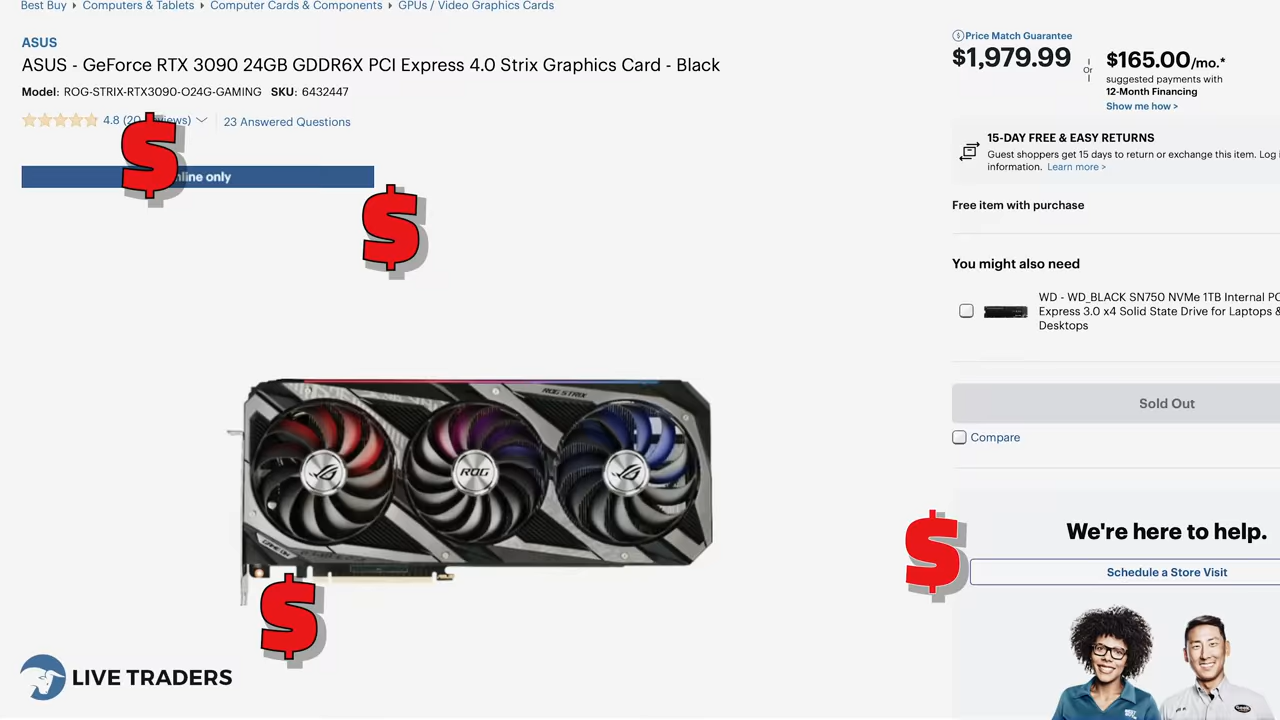 Best Buy Computers & Tablets Computer Cards & Components GPUs / Video Graphics Cards
ASUS
ASUS - GeForce RTX 3090 24GB GDDR6X PCI Express 4.0 Strix Graphics Card - Black
Model: ROG-STRIX-RTX3090-O24G-GAMING SKU: 6432447
4.8 23 Answered Questions
only
$
$
ROG STRIX
ROG
$
LIVE TRADERS
Price Match Guarantee
$1,979.99
Or
$165.00/mo.*
suggested payments with
12-Month Financing
Show me how >
15-DAY FREE & EASY RETURNS
Guest shoppers get 15 days to return or exchange this item. Log
information. Learn more >
Free item with purchase
You might also need
WD - WD_BLACK SN750 NVMe 1TB Internal
Express 3.0 x4 Solid State Drive for Laptops &
Desktops
Sold Out
Compare
$
We're here to help.
Schedule a Store Visit